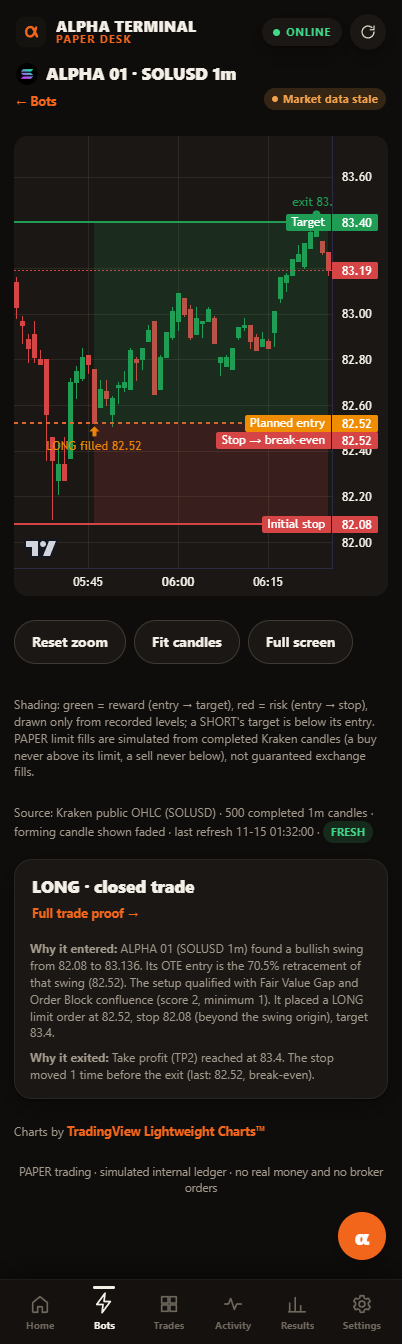 α ALPHA TERMINAL
PAPER DESK
ONLINE
ALPHA 01 · SOLUSD 1m
← Bots
Market data stale
83.60
exit 83.
Target 83.40
83.19
83.00
82.80
82.60
Planned entry 82.52
Stop → break-even 82.52
LONG filled 82.52
82.40
82.20
Initial stop 82.08
82.00
05:45 06:00 06:15
Reset zoom Fit candles Full screen
Shading: green = reward (entry → target), red = risk (entry → stop),
drawn only from recorded levels; a SHORT's target is below its entry.
PAPER limit fills are simulated from completed Kraken candles (a buy
never above its limit, a sell never below), not guaranteed exchange
fills.
Source: Kraken public OHLC (SOLUSD) · 500 completed 1m candles ·
forming candle shown faded · last refresh 11-15 01:32:00 · FRESH
LONG · closed trade
Full trade proof →
Why it entered: ALPHA 01 (SOLUSD 1m) found a bullish swing
from 82.08 to 83.136. Its OTE entry is the 70.5% retracement of
that swing (82.52). The setup qualified with Fair Value Gap and
Order Block confluence (score 2, minimum 1). It placed a LONG
limit order at 82.52, stop 82.08 (beyond the swing origin), target
83.4.
Why it exited: Take profit (TP2) reached at 83.4. The stop
moved 1 time before the exit (last: 82.52, break-even).
Charts by TradingView Lightweight Charts™
PAPER trading · simulated internal ledger · no real money and no broker
orders
α
Home Bots Trades Activity Results Settings